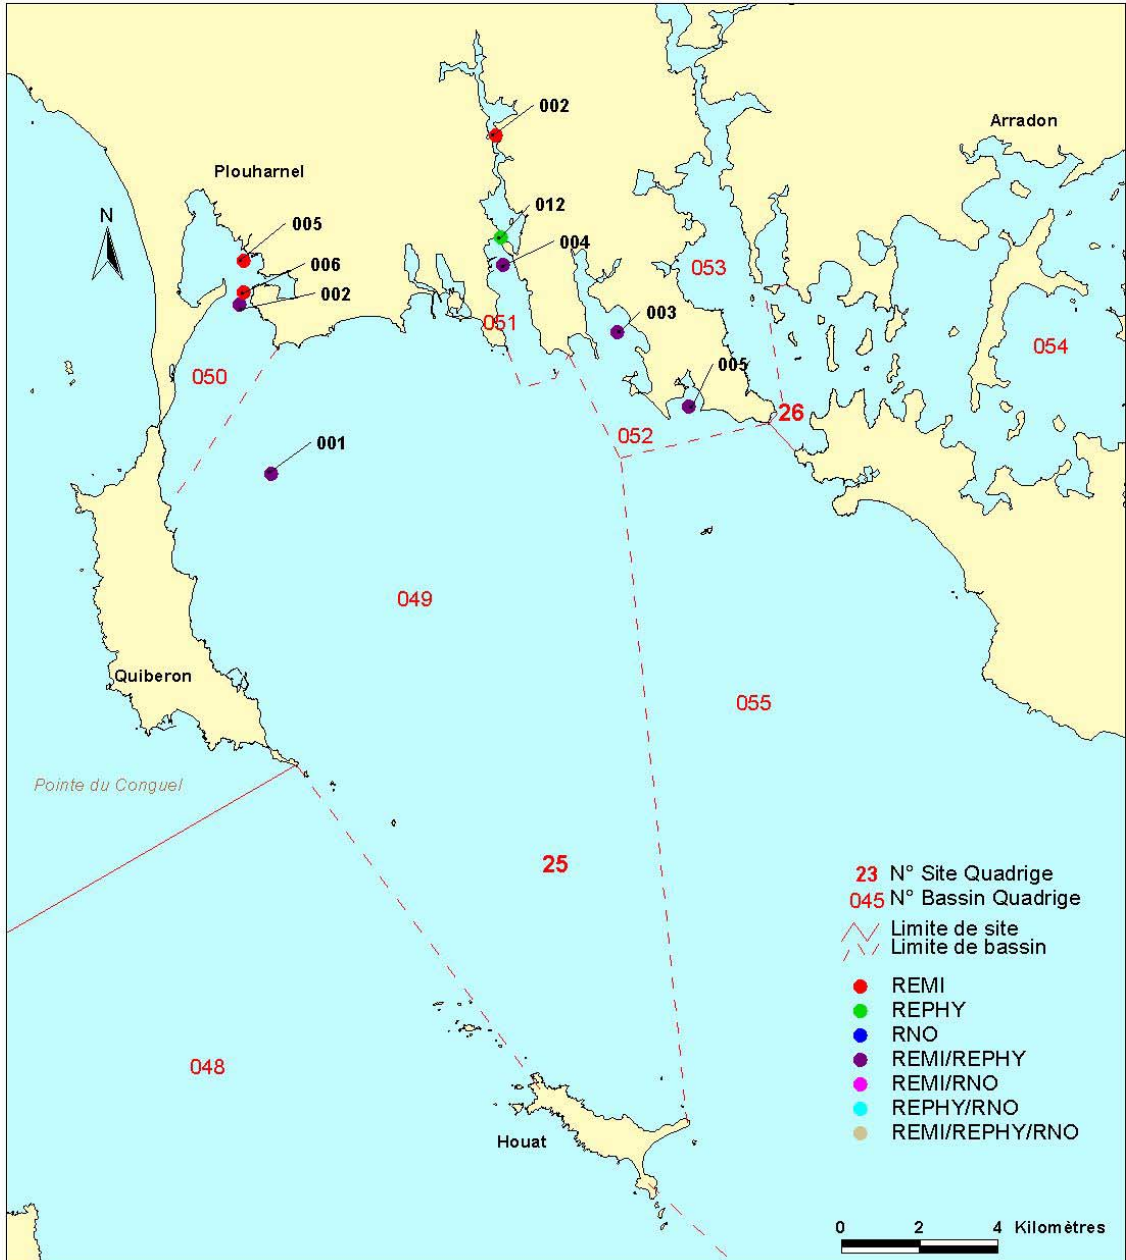 002
Arradon
Plouharnel
012
N
005
004
053
006
002
051
003
054
050
005
26
052
001
049
Quiberon
055
Pointe du Conguel
25
23 N° Site Quadrige
045 N° Bassin Quadrige
Limite de site
Limite de bassin
REMI
REPHY
RNO
REMI/REPHY
REMI/RNO
REPHY/RNO
REMI/REPHY/RNO
048
Houat
0 2 4 Kilomètres